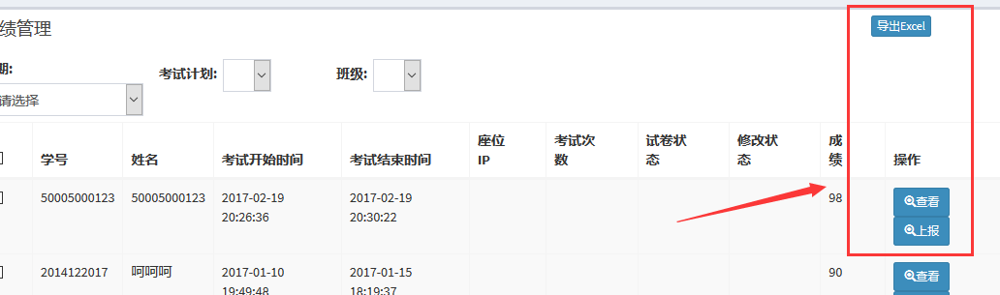 绩管理
导出Excel
期:
考试计划:
班级:
请选择
学号 姓名 考试开始时间 考试结束时间 座位IP 考试次数 试卷状态 修改状态 成绩 操作
50005000123 50005000123 2017-02-19 20:26:36 2017-02-19 20:30:22 98 查看
上报
2014122017 呵呵呵 2017-01-10 19:49:48 2017-01-15 18:19:37 90 查看